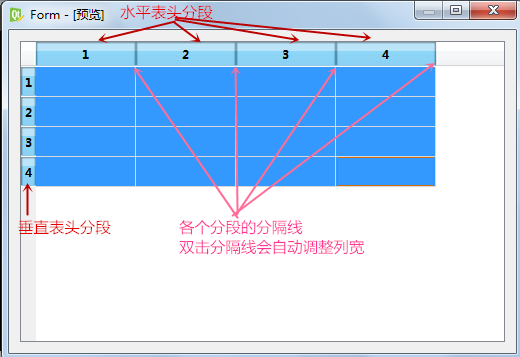 Form - [预览]
水平表头分段
1 2 3 4
1
2
3
4
垂直表头分段
各个分段的分隔线
双击分隔线会自动调整列宽